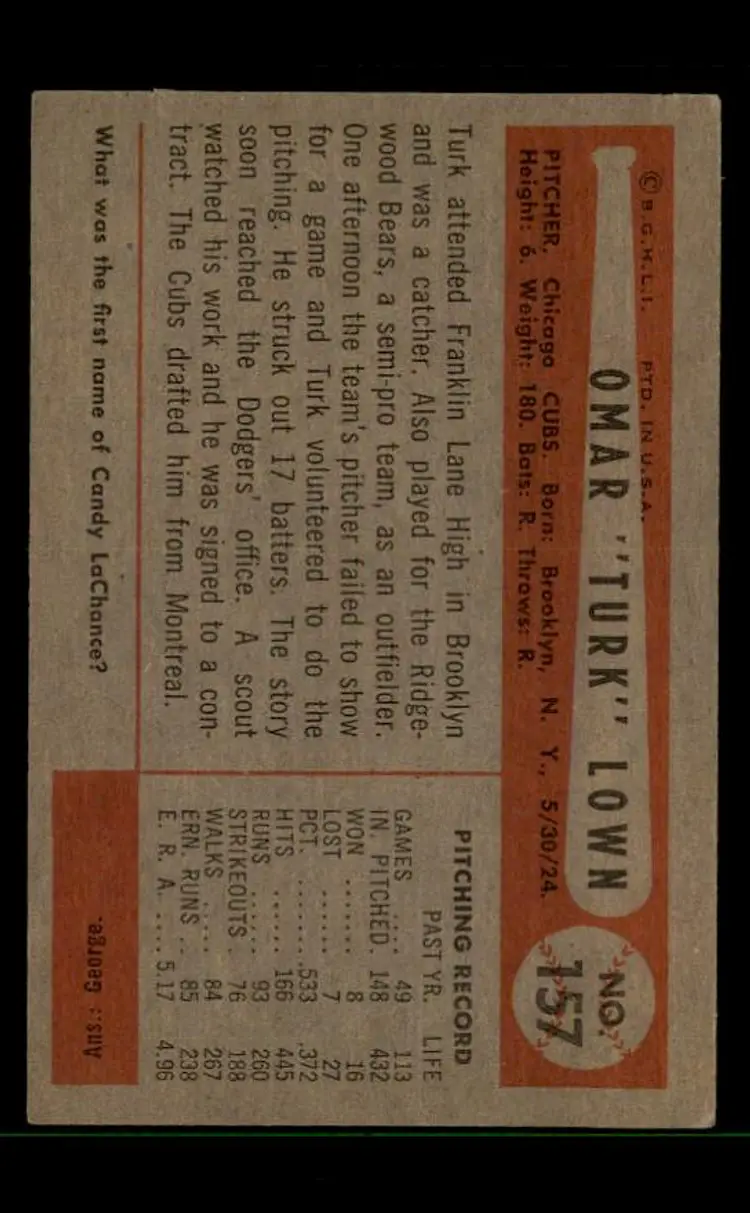 © B.G.H.L.I. PTD. IN U.S.A.
OMAR "TURK" LOWN
NO.
157
PITCHER, Chicago CUBS. Born: Brooklyn, N. Y., 5/30/24.
Height: 6. Weight: 180. Bats: R. Throws: R.
Turk attended Franklin Lane High in Brooklyn
and was a catcher. Also played for the Ridge-
wood Bears, a semi-pro team, as an outfielder.
One afternoon the team's pitcher failed to show
for a game and Turk volunteered to do the
pitching. He struck out 17 batters. The story
soon reached the Dodgers' office. A scout
watched his work and he was signed to a con-
tract. The Cubs drafted him from Montreal.
PITCHING RECORD
PAST YR. LIFE
GAMES .... 49 113
IN. PITCHED. 148 432
WON ....... 8 16
LOST ...... 7 27
PCT. ........533 .372
HITS ...... 166 445
RUNS ...... 93 260
STRIKEOUTS . 76 188
WALKS ..... 84 267
ERN. RUNS .. 85 238
E. R. A. .... 5.17 4.96
What was the first name of Candy LaChance?
Ans.: George.